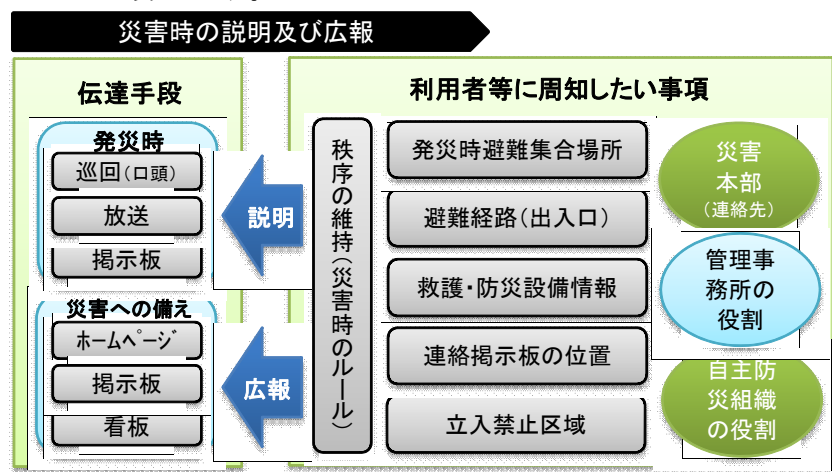 災害時の説明及び広報
伝達手段
発災時
巡回(口頭)
放送
掲示板
災害への備え
ホームページ
掲示板
看板
説明
広報
利用者等に周知したい事項
秩序の維持(災害時のルール)
発災時避難集合場所
避難経路(出入口)
救護・防災設備情報
連絡掲示板の位置
立入禁止区域
災害
本部
(連絡先)
管理事
務所の
役割
自主防
災組織
の役割